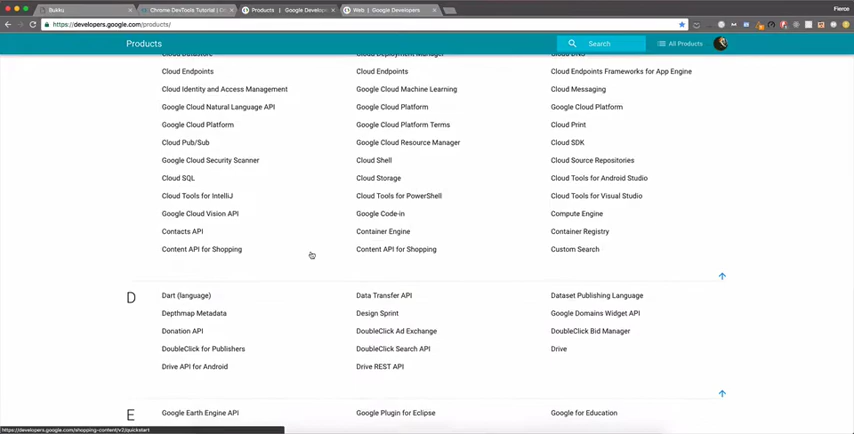 Bukku
Chrome DevTools Tutorial | G
Products | Google Develop
Web | Google Developers
Fierce
https://developers.google.com/products/
Products
Search
All Products
Cloud Endpoints Cloud Endpoints Cloud Endpoints Frameworks for App Engine
Cloud Identity and Access Management Google Cloud Machine Learning Cloud Messaging
Google Cloud Natural Language API Google Cloud Platform Google Cloud Platform
Google Cloud Platform Google Cloud Platform Terms Cloud Print
Cloud Pub/Sub Google Cloud Resource Manager Cloud SDK
Google Cloud Security Scanner Cloud Shell Cloud Source Repositories
Cloud SQL Cloud Storage Cloud Tools for Android Studio
Cloud Tools for IntelliJ Cloud Tools for PowerShell Cloud Tools for Visual Studio
Google Cloud Vision API Google Code-in Compute Engine
Contacts API Container Engine Container Registry
Content API for Shopping Content API for Shopping Custom Search
D
Dart (language) Data Transfer API Dataset Publishing Language
Depthmap Metadata Design Sprint Google Domains Widget API
Donation API DoubleClick Ad Exchange DoubleClick Bid Manager
DoubleClick for Publishers DoubleClick Search API Drive
Drive API for Android Drive REST API
E
Google Earth Engine API Google Plugin for Eclipse Google for Education
https://developers.google.com/shopping-content/v2/quickstart